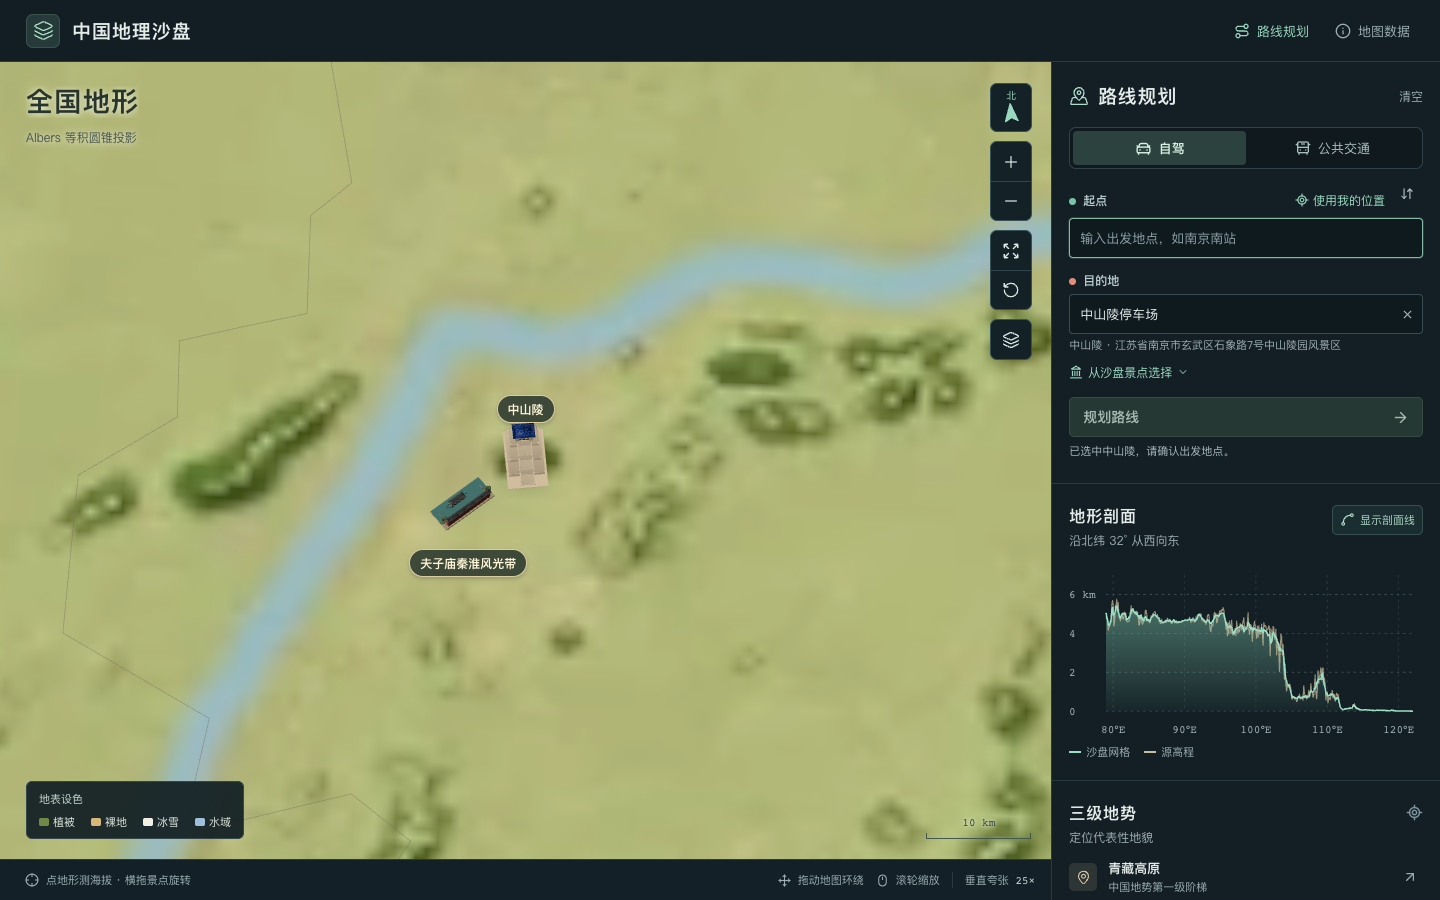 中国地理沙盘
路线规划
地图数据
全国地形
Albers 等积圆锥投影
北
中山陵
夫子庙秦淮风光带
地表设色
植被 裸地 冰雪 水域
10 km
点地形测海拔 · 横拖景点旋转
拖动地图环绕
滚轮缩放
垂直夸张 25×
路线规划
清空
自驾
公共交通
起点
使用我的位置
输入出发地点，如南京南站
目的地
中山陵停车场
中山陵 · 江苏省南京市玄武区石象路7号中山陵园风景区
从沙盘景点选择
规划路线
已选中中山陵，请确认出发地点。
地形剖面
显示剖面线
沿北纬 32° 从西向东
6 km
4
2
0
80°E 90°E 100°E 110°E 120°E
沙盘网格 源高程
三级地势
定位代表性地貌
青藏高原
中国地势第一级阶梯